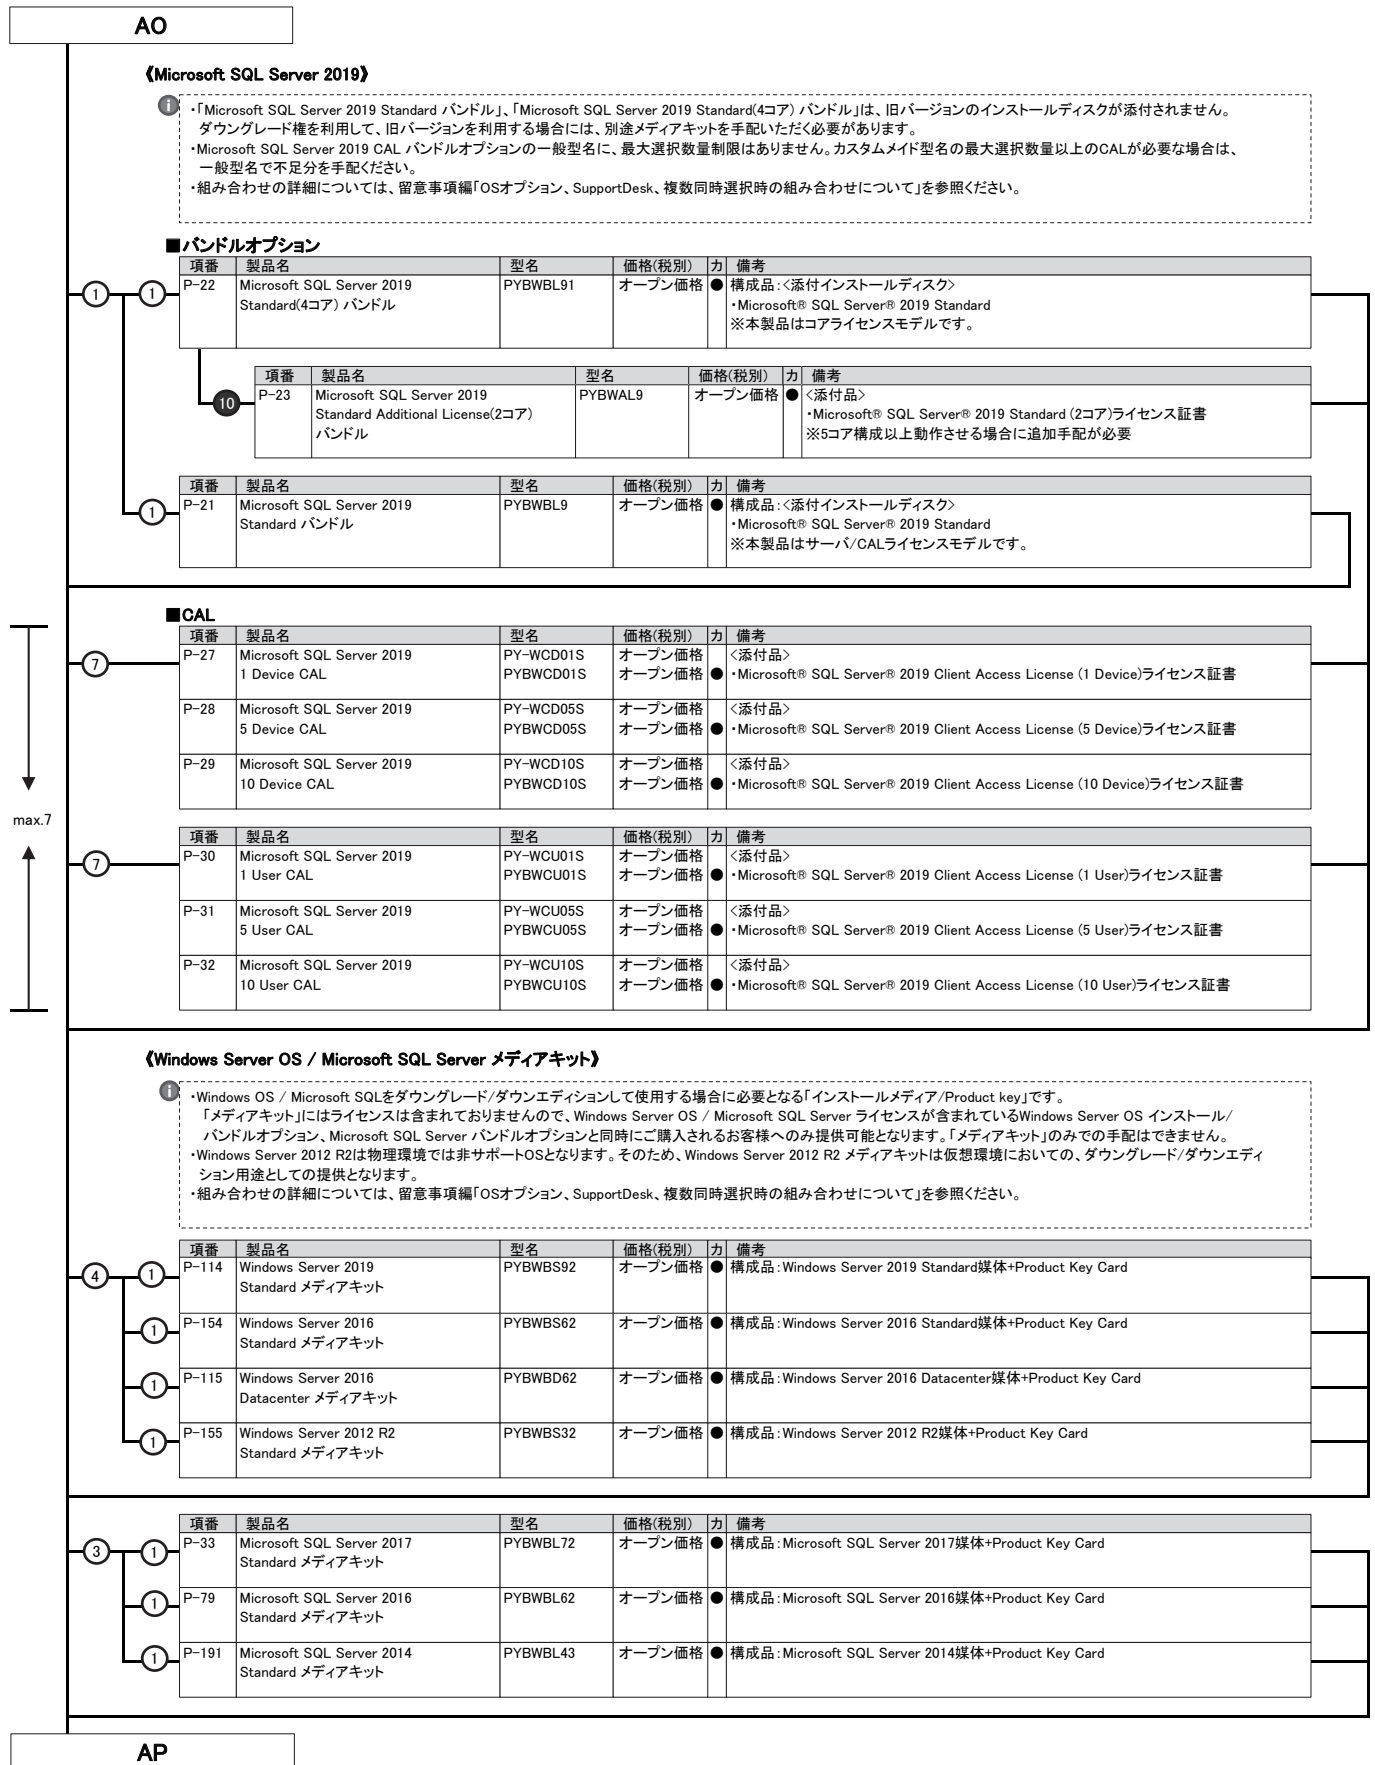 AO
《Microsoft SQL Server 2019》
i
・「Microsoft SQL Server 2019 Standard バンドル」、「Microsoft SQL Server 2019 Standard(4コア) バンドル」は、旧バージョンのインストールディスクが添付されません。
ダウングレード権を利用して、旧バージョンを利用する場合には、別途メディアキットを手配いただく必要があります。
・Microsoft SQL Server 2019 CAL バンドルオプションの一般型名に、最大選択数量制限はありません。カスタムメイド型名の最大選択数量以上のCALが必要な場合は、
一般型名で不足分を手配ください。
・組み合わせの詳細については、留意事項編「OSオプション、SupportDesk、複数同時選択時の組み合わせについて」を参照ください。
■バンドルオプション
項番 製品名 型名 価格(税別) カ 備考
1 1 P-22 Microsoft SQL Server 2019 PYBWBL91 オープン価格 ● 構成品:<添付インストールディスク>
Standard(4コア) バンドル ・Microsoft® SQL Server® 2019 Standard
※本製品はコアライセンスモデルです。
項番 製品名 型名 価格(税別) カ 備考
10 P-23 Microsoft SQL Server 2019 PYBWAL9 オープン価格 ● <添付品>
Standard Additional License(2コア) ・Microsoft® SQL Server® 2019 Standard (2コア)ライセンス証書
バンドル ※5コア構成以上動作させる場合に追加手配が必要
項番 製品名 型名 価格(税別) カ 備考
1 P-21 Microsoft SQL Server 2019 PYBWBL9 オープン価格 ● 構成品:<添付インストールディスク>
Standard バンドル ・Microsoft® SQL Server® 2019 Standard
※本製品はサーバ/CALライセンスモデルです。
■CAL
項番 製品名 型名 価格(税別) カ 備考
7 P-27 Microsoft SQL Server 2019 PY-WCD01S オープン価格 <添付品>
1 Device CAL PYBWCD01S オープン価格 ● ・Microsoft® SQL Server® 2019 Client Access License (1 Device)ライセンス証書
P-28 Microsoft SQL Server 2019 PY-WCD05S オープン価格 <添付品>
5 Device CAL PYBWCD05S オープン価格 ● ・Microsoft® SQL Server® 2019 Client Access License (5 Device)ライセンス証書
P-29 Microsoft SQL Server 2019 PY-WCD10S オープン価格 <添付品>
10 Device CAL PYBWCD10S オープン価格 ● ・Microsoft® SQL Server® 2019 Client Access License (10 Device)ライセンス証書
max.7
項番 製品名 型名 価格(税別) カ 備考
7 P-30 Microsoft SQL Server 2019 PY-WCU01S オープン価格 <添付品>
1 User CAL PYBWCU01S オープン価格 ● ・Microsoft® SQL Server® 2019 Client Access License (1 User)ライセンス証書
P-31 Microsoft SQL Server 2019 PY-WCU05S オープン価格 <添付品>
5 User CAL PYBWCU05S オープン価格 ● ・Microsoft® SQL Server® 2019 Client Access License (5 User)ライセンス証書
P-32 Microsoft SQL Server 2019 PY-WCU10S オープン価格 <添付品>
10 User CAL PYBWCU10S オープン価格 ● ・Microsoft® SQL Server® 2019 Client Access License (10 User)ライセンス証書
《Windows Server OS / Microsoft SQL Server メディアキット》
i
・Windows OS / Microsoft SQLをダウングレード/ダウンエディションして使用する場合に必要となる「インストールメディア/Product key」です。
「メディアキット」にはライセンスは含まれておりませんので、Windows Server OS / Microsoft SQL Server ライセンスが含まれているWindows Server OS インストール/
バンドルオプション、Microsoft SQL Server バンドルオプションと同時にご購入されるお客様へのみ提供可能となります。「メディアキット」のみでの手配はできません。
・Windows Server 2012 R2は物理環境では非サポートOSとなります。そのため、Windows Server 2012 R2 メディアキットは仮想環境においての、ダウングレード/ダウンエディ
ション用途としての提供となります。
・組み合わせの詳細については、留意事項編「OSオプション、SupportDesk、複数同時選択時の組み合わせについて」を参照ください。
項番 製品名 型名 価格(税別) カ 備考
4 1 P-114 Windows Server 2019 PYBWBS92 オープン価格 ● 構成品:Windows Server 2019 Standard媒体+Product Key Card
Standard メディアキット
1 P-154 Windows Server 2016 PYBWBS62 オープン価格 ● 構成品:Windows Server 2016 Standard媒体+Product Key Card
Standard メディアキット
1 P-115 Windows Server 2016 PYBWBD62 オープン価格 ● 構成品:Windows Server 2016 Datacenter媒体+Product Key Card
Datacenter メディアキット
1 P-155 Windows Server 2012 R2 PYBWBS32 オープン価格 ● 構成品:Windows Server 2012 R2媒体+Product Key Card
Standard メディアキット
項番 製品名 型名 価格(税別) カ 備考
3 1 P-33 Microsoft SQL Server 2017 PYBWBL72 オープン価格 ● 構成品:Microsoft SQL Server 2017媒体+Product Key Card
Standard メディアキット
1 P-79 Microsoft SQL Server 2016 PYBWBL62 オープン価格 ● 構成品:Microsoft SQL Server 2016媒体+Product Key Card
Standard メディアキット
1 P-191 Microsoft SQL Server 2014 PYBWBL43 オープン価格 ● 構成品:Microsoft SQL Server 2014媒体+Product Key Card
Standard メディアキット
AP